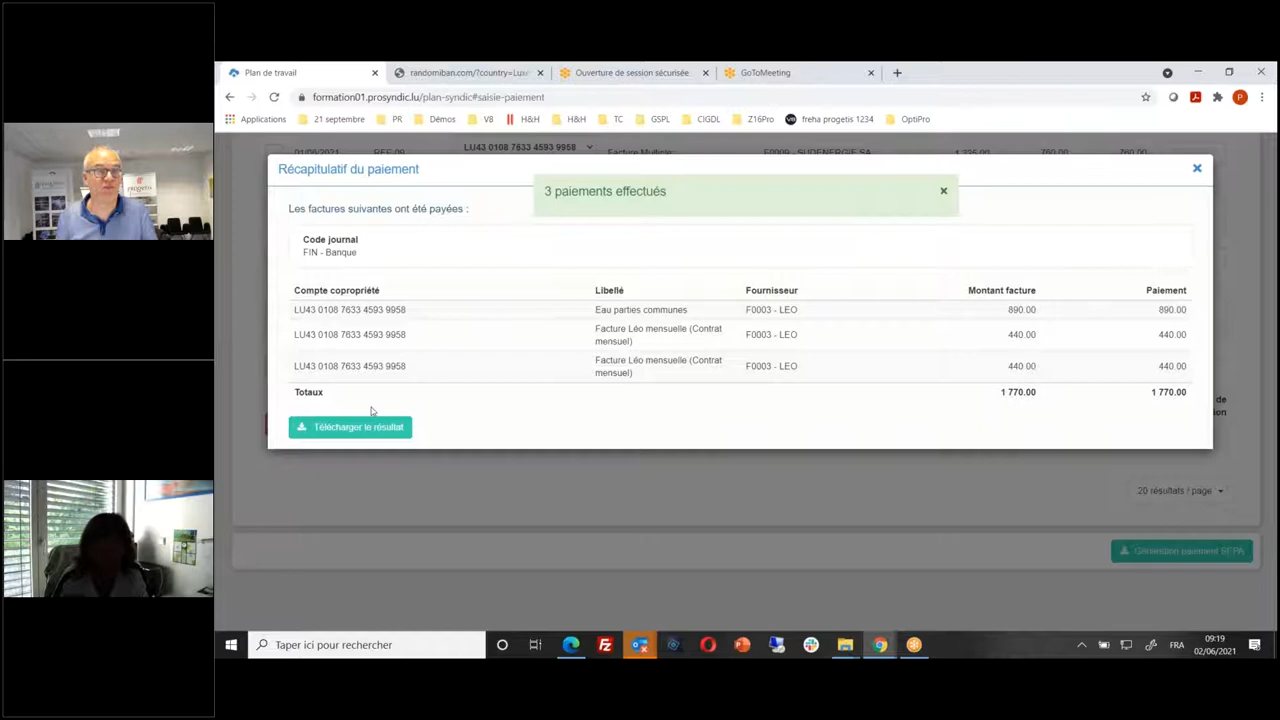 Plan de travail
randomiban.com/?country=Luxe
Ouverture de session sécurisée
GoToMeeting
formation01.prosyndic.lu/plan-syndic#saisie-paiement
Applications
21 septembre
PR
Démos
V8
H&H
H&H
TC
GSPL
CIGDL
Z16Pro
freha progetis 1234
OptiPro
LU43 0108 7633 4593 9958
Récapitulatif du paiement
3 paiements effectués
Les factures suivantes ont été payées :
Code journal
FIN - Banque
Compte copropriété Libellé Fournisseur Montant facture Paiement
LU43 0108 7633 4593 9958 Eau parties communes F0003 - LEO 890.00 890.00
LU43 0108 7633 4593 9958 Facture Léo mensuelle (Contrat mensuel) F0003 - LEO 440.00 440.00
LU43 0108 7633 4593 9958 Facture Léo mensuelle (Contrat mensuel) F0003 - LEO 440.00 440.00
Totaux 1 770.00 1 770.00
Télécharger le résultat
20 résultats / page
Génération paiement SEPA
Taper ici pour rechercher
FRA
09:19
02/06/2021